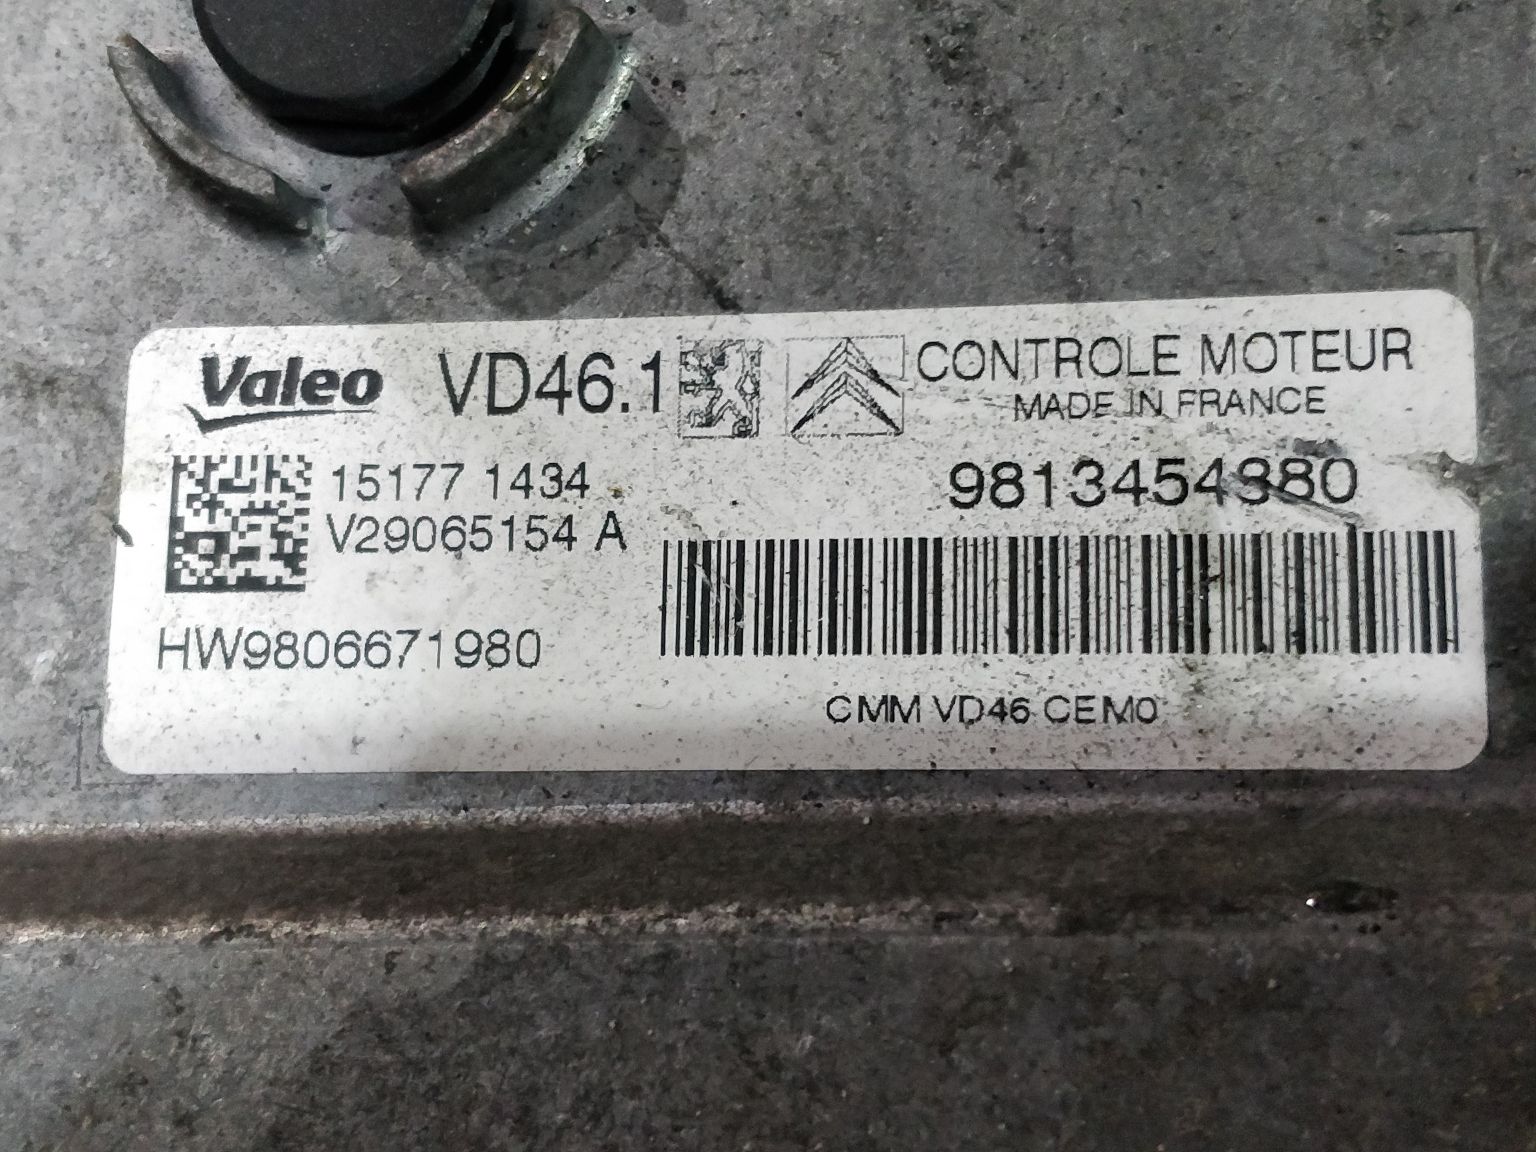 Valeo VD46.1 CONTROLE MOTEUR
MADE IN FRANCE
15177 1434
V29065154 A
9813454380
HW9806671980
CMM VD46 CEM0